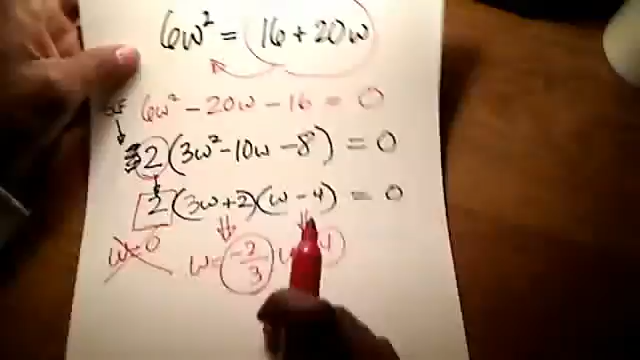 6w² = 16 + 20w
6w² - 20w - 16 = 0
2(3w² - 10w - 8) = 0
2(3w + 2)(w - 4) = 0
w = 0 w = -2/3 4